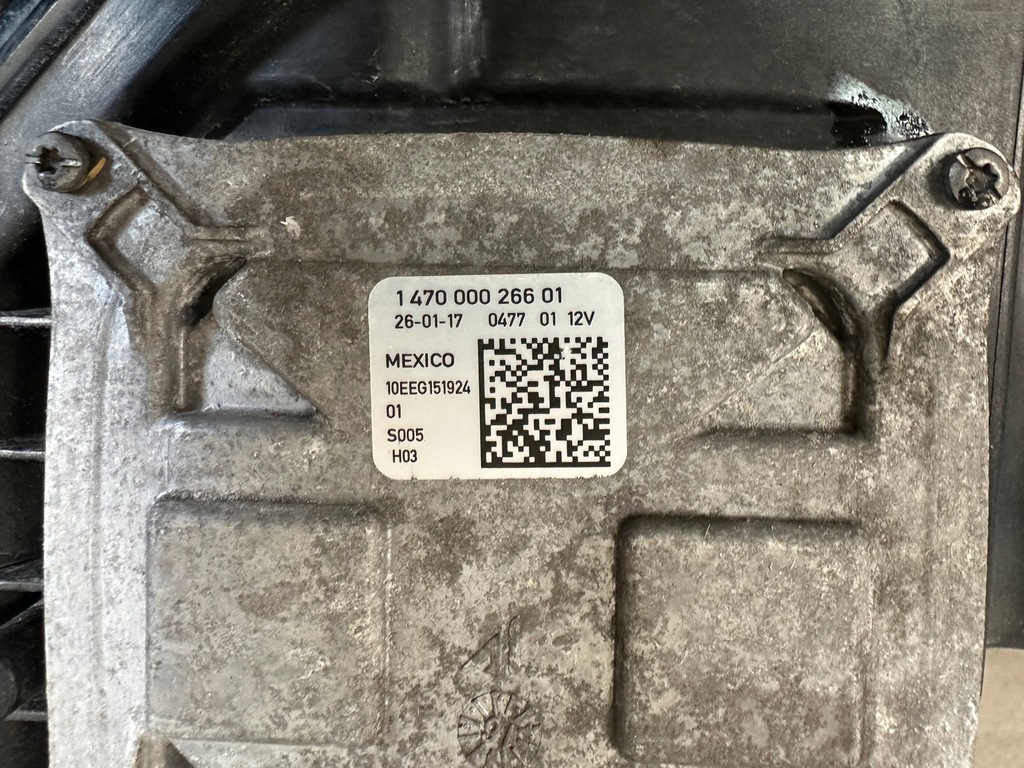 1 470 000 266 01
26-01-17 0477 01 12V
MEXICO
10EEG151924
01
S005
H03